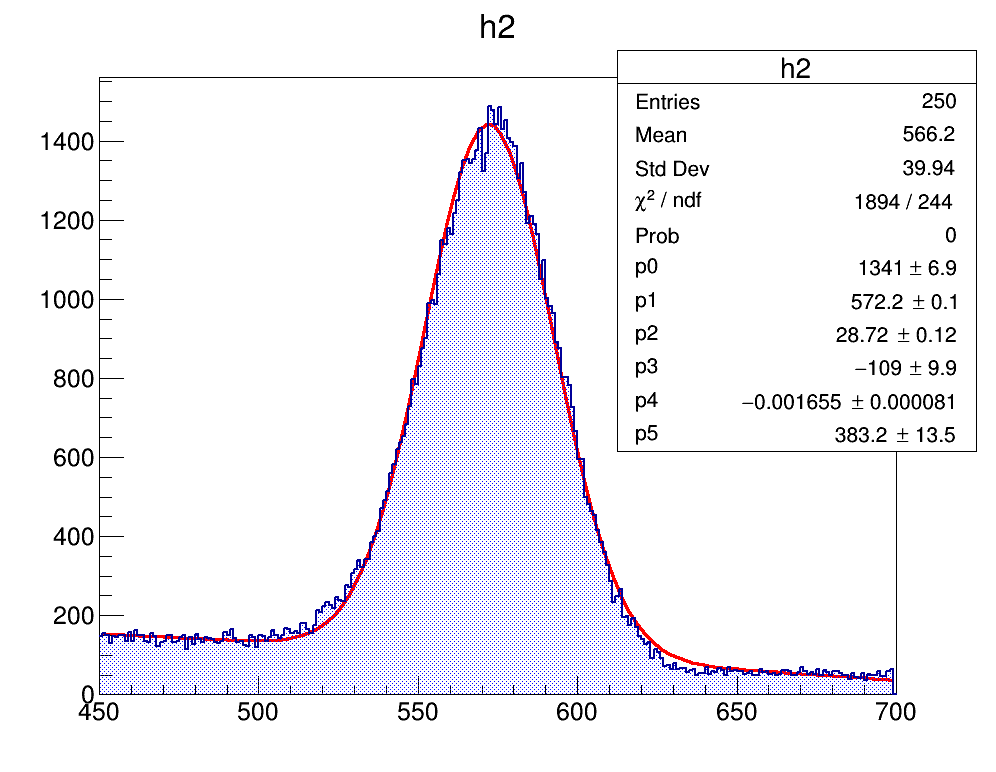 h2
h2
Entries 250
Mean 566.2
Std Dev 39.94
χ² / ndf 1894 / 244
Prob 0
p0 1341 ± 6.9
p1 572.2 ± 0.1
p2 28.72 ± 0.12
p3 −109 ± 9.9
p4 −0.001655 ± 0.000081
p5 383.2 ± 13.5
1400
1200
1000
800
600
400
200
0
450 500 550 600 650 700